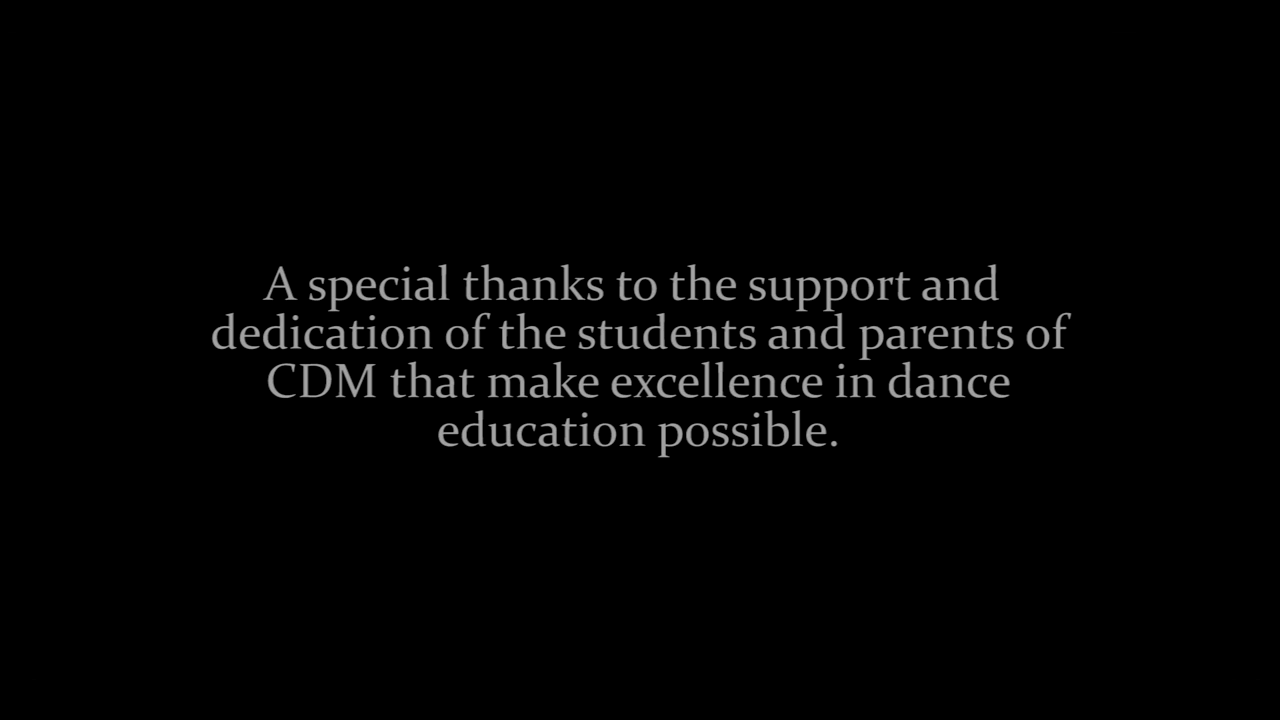 A special thanks to the support and
dedication of the students and parents of
CDM that make excellence in dance
education possible.